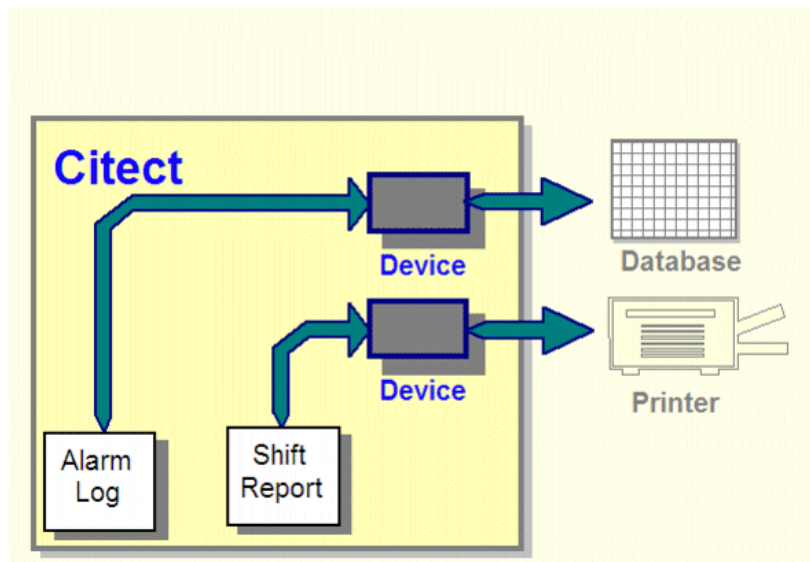 Citect
Device
Database
Device
Printer
Alarm
Log
Shift
Report